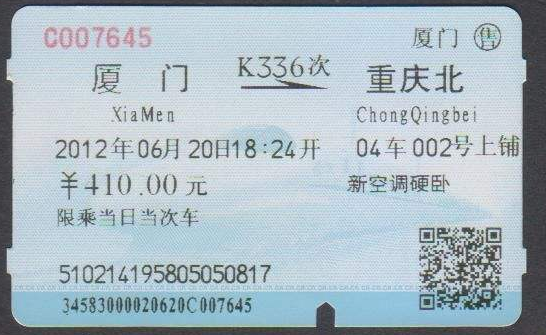 C007645 厦门 售
厦门 K336次 重庆北
XiaMen ChongQingbei
2012年06月20日18:24开 04车002号上铺
￥410.00元 新空调硬卧
限乘当日当次车
510214195805050817
34583000020620C007645